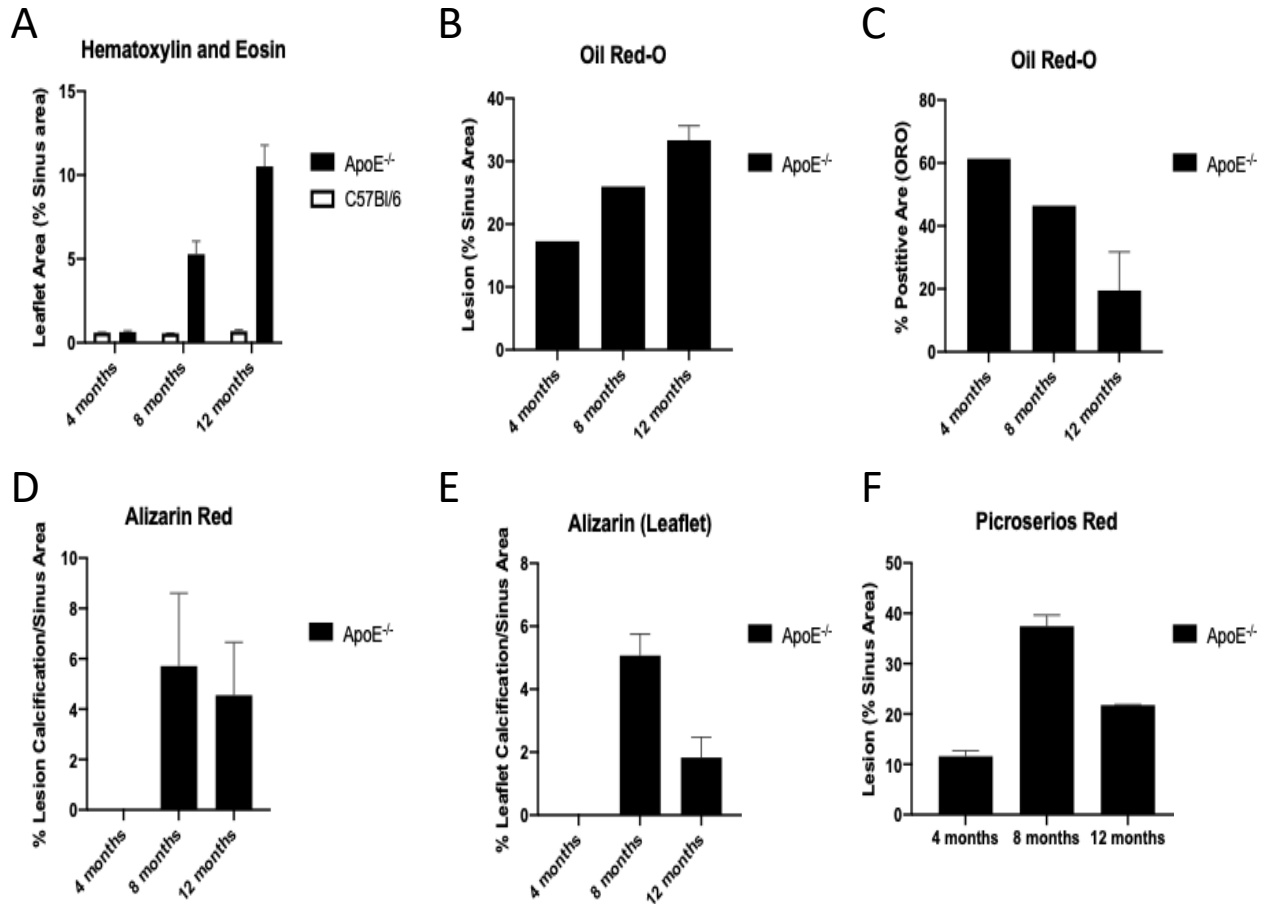 A
Hematoxylin and Eosin
Leaflet Area (% Sinus area)
15
10
5
0
4 months
8 months
12 months
ApoE-/-
C57Bl/6
B
Oil Red-O
Lesion (% Sinus Area)
40
30
20
10
0
4 months
8 months
12 months
ApoE-/-
C
Oil Red-O
% Postitive Are (ORO)
80
60
40
20
0
4 months
8 months
12 months
ApoE-/-
D
Alizarin Red
% Lesion Calcification/Sinus Area
10
8
6
4
2
0
4 months
8 months
12 months
ApoE-/-
E
Alizarin (Leaflet)
% Leaflet Calcification/Sinus Area
8
6
4
2
0
4 months
8 months
12 months
ApoE-/-
F
Picroserios Red
Lesion (% Sinus Area)
50
40
30
20
10
0
4 months
8 months
12 months
ApoE-/-